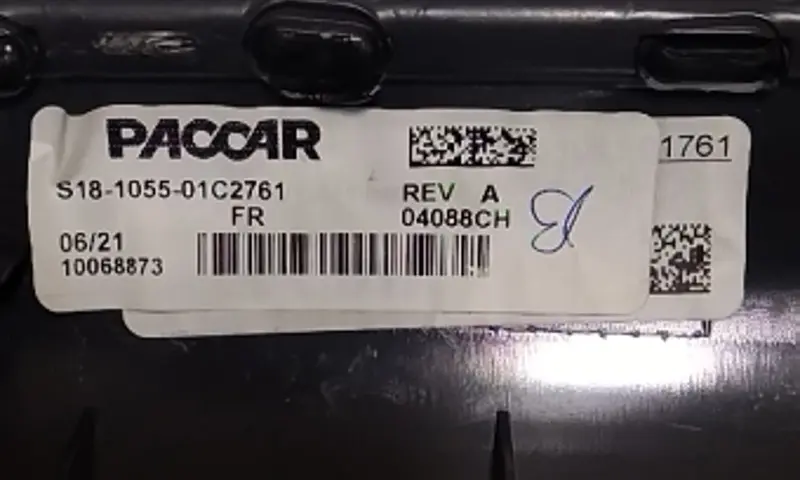 PACCAR
S18-1055-01C2761
REV A
FR
04088CH
06/21
10068873
1761